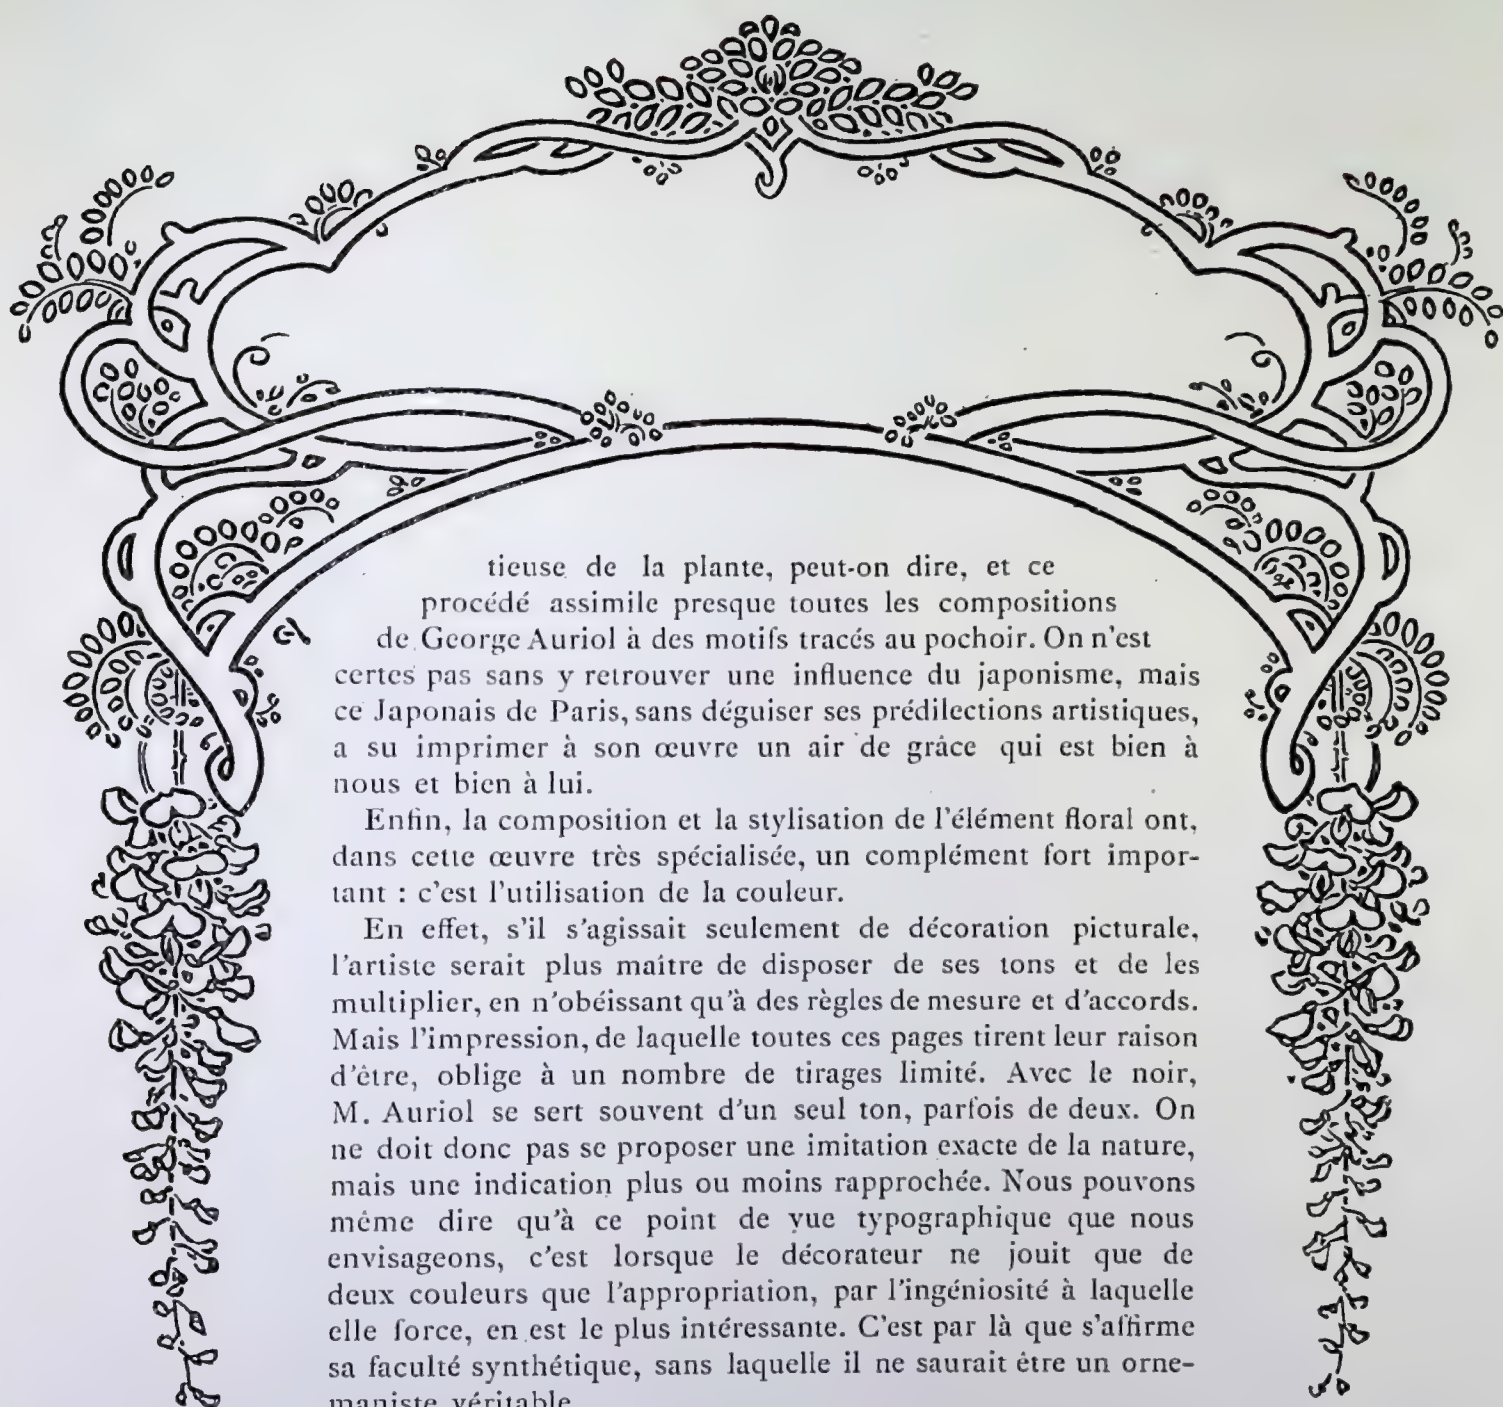 tieuse de la plante, peut-on dire, et ce
procédé assimile presque toutes les compositions
de George Auriol à des motifs tracés au pochoir. On n'est
certes pas sans y retrouver une influence du japonisme, mais
ce Japonais de Paris, sans déguiser ses prédilections artistiques,
a su imprimer à son œuvre un air de grâce qui est bien à
nous et bien à lui.
Enfin, la composition et la stylisation de l'élément floral ont,
dans cette œuvre très spécialisée, un complément fort impor-
tant : c'est l'utilisation de la couleur.
En effet, s'il s'agissait seulement de décoration picturale,
l'artiste serait plus maître de disposer de ses tons et de les
multiplier, en n'obéissant qu'à des règles de mesure et d'accords.
Mais l'impression, de laquelle toutes ces pages tirent leur raison
d'être, oblige à un nombre de tirages limité. Avec le noir,
M. Auriol se sert souvent d'un seul ton, parfois de deux. On
ne doit donc pas se proposer une imitation exacte de la nature,
mais une indication plus ou moins rapprochée. Nous pouvons
même dire qu'à ce point de vue typographique que nous
envisageons, c'est lorsque le décorateur ne jouit que de
deux couleurs que l'appropriation, par l'ingéniosité à laquelle
elle force, en est le plus intéressante. C'est par là que s'affirme
sa faculté synthétique, sans laquelle il ne saurait être un orne-
maniste véritable